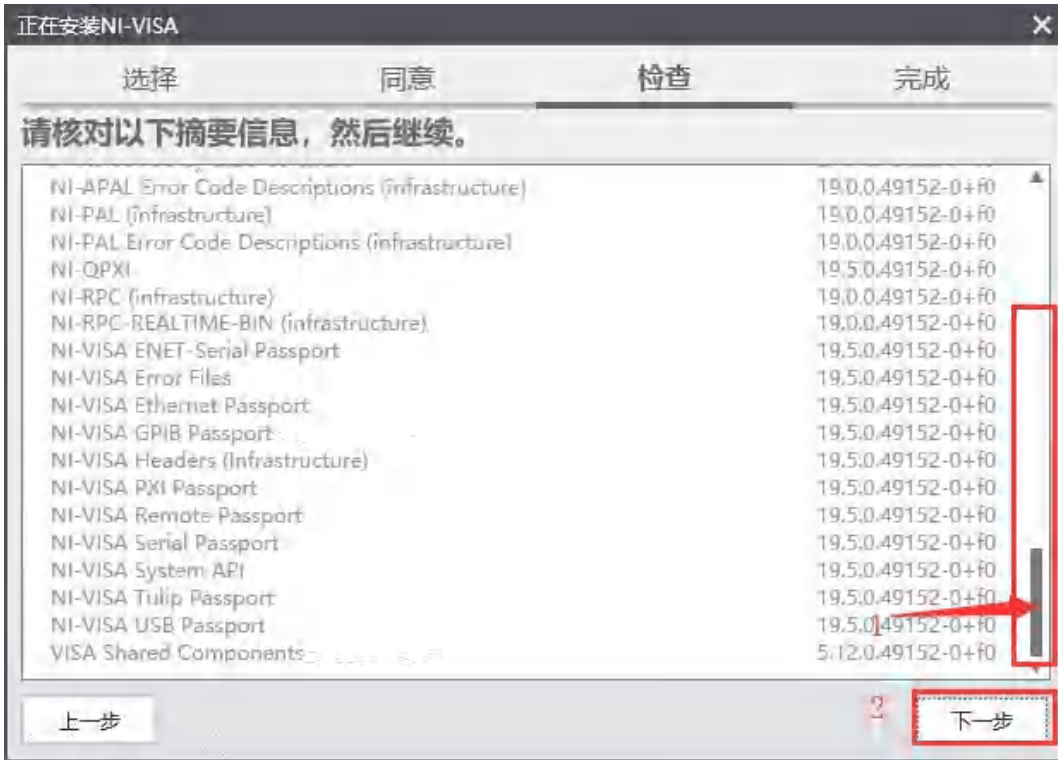 正在安装NI-VISA
选择 同意 检查 完成
请核对以下摘要信息，然后继续。
NI-APAL Error Code Descriptions (infrastructure) 19.0.0.49152-0+f0
NI-PAL (infrastructure) 19.0.0.49152-0+f0
NI-PAL Error Code Descriptions (infrastructure) 19.0.0.49152-0+f0
NI-QPXI 19.5.0.49152-0+f0
NI-RPC (infrastructure) 19.0.0.49152-0+f0
NI-RPC-REALTIME-BIN (infrastructure) 19.0.0.49152-0+f0
NI-VISA ENET-Serial Passport 19.5.0.49152-0+f0
NI-VISA Error Files 19.5.0.49152-0+f0
NI-VISA Ethernet Passport 19.5.0.49152-0+f0
NI-VISA GPIB Passport 19.5.0.49152-0+f0
NI-VISA Headers (Infrastructure) 19.5.0.49152-0+f0
NI-VISA PXI Passport 19.5.0.49152-0+f0
NI-VISA Remote Passport 19.5.0.49152-0+f0
NI-VISA Serial Passport 19.5.0.49152-0+f0
NI-VISA System API 19.5.0.49152-0+f0
NI-VISA Tulip Passport 19.5.0.49152-0+f0
NI-VISA USB Passport 19.5.0.49152-0+f0
1
VISA Shared Components 5.12.0.49152-0+f0
上一步 2 下一步